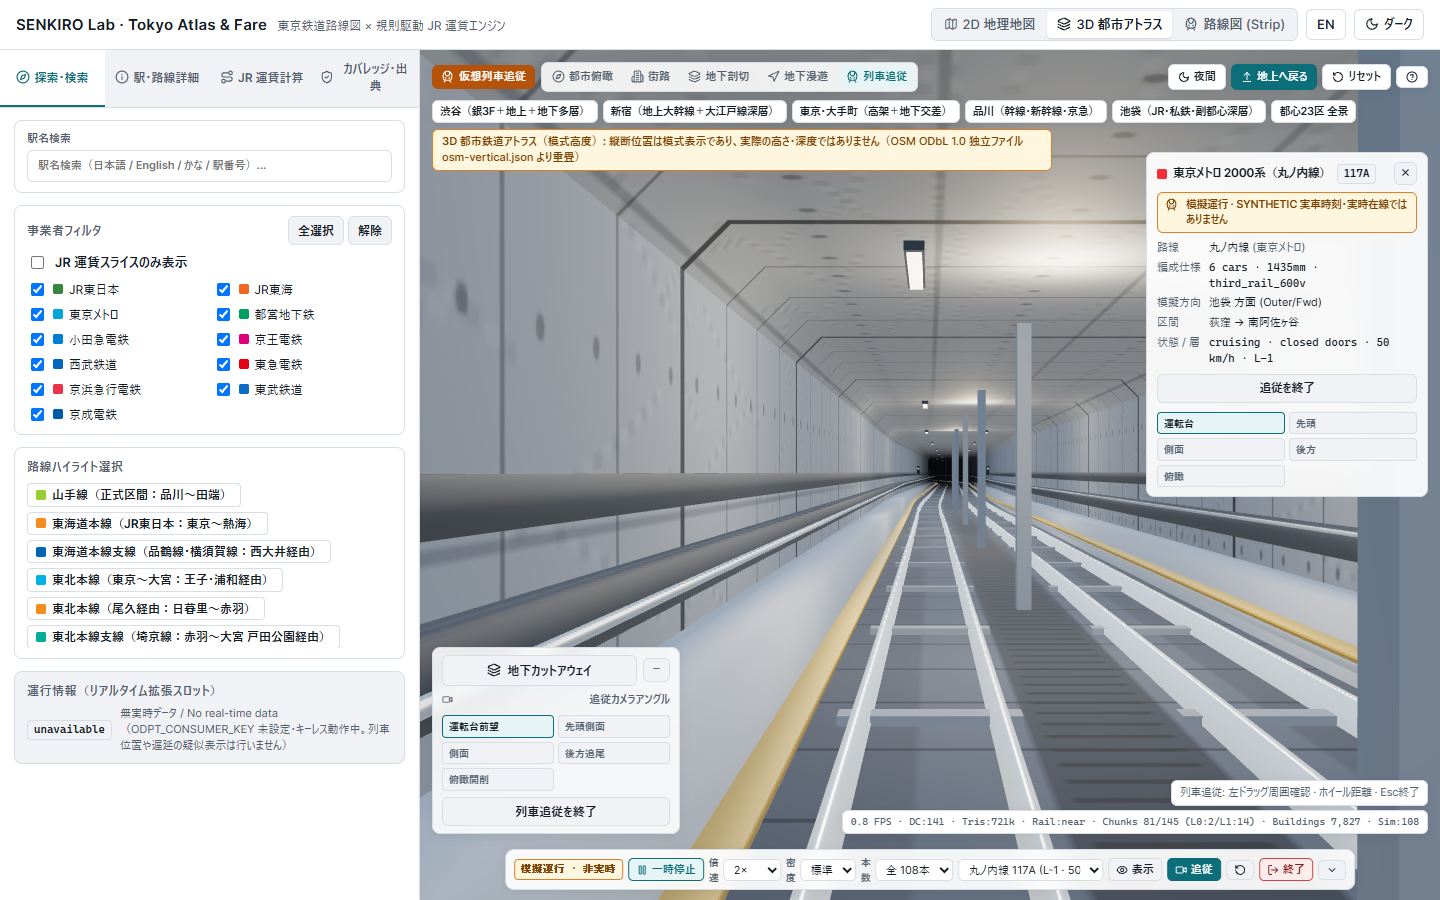 SENKIRO Lab · Tokyo Atlas & Fare 東京鉄道路線図 × 規則駆動 JR 運賃エンジン
2D 地理地図 3D 都市アトラス 路線図 (Strip) EN ダーク
探索・検索 駅・路線詳細 JR 運賃計算 カバレッジ・出典
駅名検索
駅名検索（日本語 / English / かな / 駅番号）...
事業者フィルタ 全選択 解除
JR 運賃スライスのみ表示
JR東日本 JR東海
東京メトロ 都営地下鉄
小田急電鉄 京王電鉄
西武鉄道 東急電鉄
京浜急行電鉄 東武鉄道
京成電鉄
路線ハイライト選択
山手線（正式区間：品川〜田端）
東海道本線（JR東日本：東京〜熱海）
東海道本線支線（品鶴線・横須賀線：西大井経由）
東北本線（東京〜大宮：王子・浦和経由）
東北本線（尾久経由：日暮里〜赤羽）
東北本線支線（埼京線：赤羽〜大宮 戸田公園経由）
運行情報（リアルタイム拡張スロット）
unavailable
無実時データ / No real-time data
（ODPT_CONSUMER_KEY 未設定・キーレス動作中。列車
位置や遅延の疑似表示は行いません）
仮想列車追従 都市俯瞰 街路 地下剖切 地下漫遊 列車追従
夜間 地上へ戻る リセット
渋谷（銀3F＋地上＋地下多層） 新宿（地上大幹線＋大江戸線深層） 東京・大手町（高架＋地下交差） 品川（幹線・新幹線・京急） 池袋（JR・私鉄・副都心深層） 都心23区 全景
3D 都市鉄道アトラス（模式高度）: 縦断位置は模式表示であり、実際の高さ・深度ではありません（OSM ODbL 1.0 独立ファイル
osm-vertical.json より重畳）
東京メトロ 2000系（丸ノ内線） 117A ×
模擬運行 · SYNTHETIC 実車時刻・実時在線では
ありません
路線 丸ノ内線 (東京メトロ)
編成仕様 6 cars · 1435mm ·
third_rail_600v
模擬方向 池袋 方面 (Outer/Fwd)
区間 荻窪 → 南阿佐ヶ谷
状態 / 層 cruising · closed doors · 50
km/h · L-1
追従を終了
運転台 先頭
側面 後方
俯瞰
地下カットアウェイ −
追従カメラアングル
運転台前望 先頭側面
側面 後方追尾
俯瞰開削
列車追従を終了
列車追従: 左ドラッグ周囲確認 · ホイール距離 · Esc終了
0.8 FPS · DC:141 · Tris:721k · Rail:near · Chunks 81/145 (L0:2/L1:14) · Buildings 7,827 · Sim:108
模擬運行 · 非実時 一時停止 倍速 2× 密度 標準 本数 全 108本 丸ノ内線 117A (L-1 · 50 表示 追従 終了